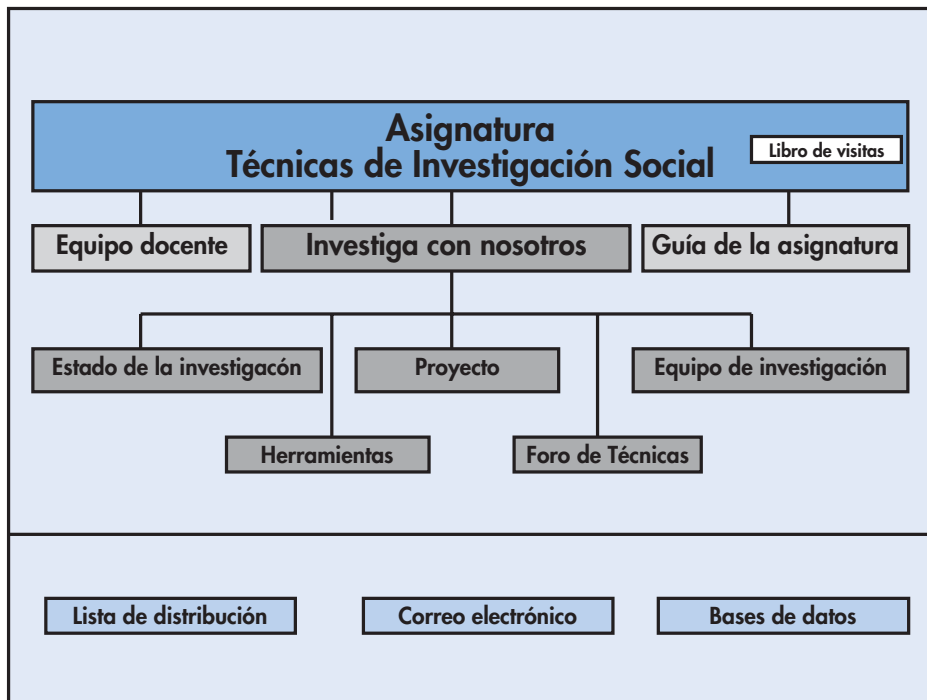 Asignatura
Técnicas de Investigación Social
Libro de visitas
Equipo docente
Investiga con nosotros
Guía de la asignatura
Estado de la investigacón
Proyecto
Equipo de investigación
Herramientas
Foro de Técnicas
Lista de distribución
Correo electrónico
Bases de datos